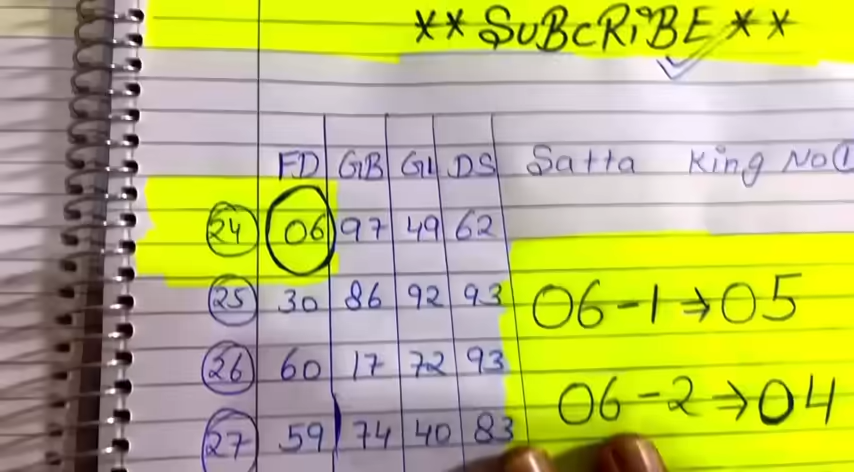 ** SUBCRIBE **
FD GB GL DS Satta King No 1
24 06 97 49 62
25 30 86 92 93
06-1⇒05
26 60 17 72 93
06-2→04
27 59 74 40 83